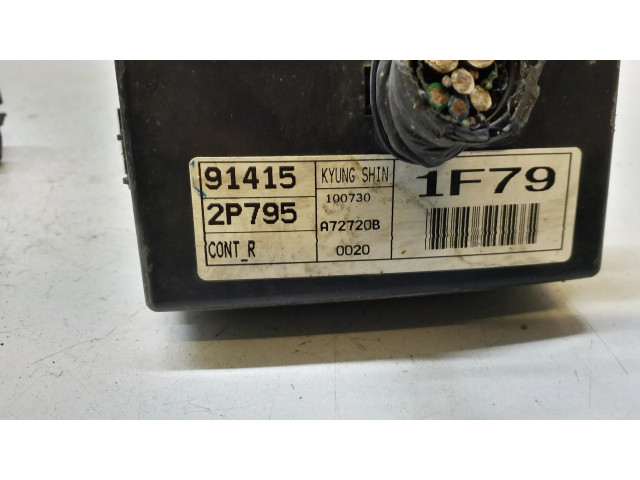 91415
2P795
CONT_R
KYUNG SHIN
100730
A72720B
0020
1F79